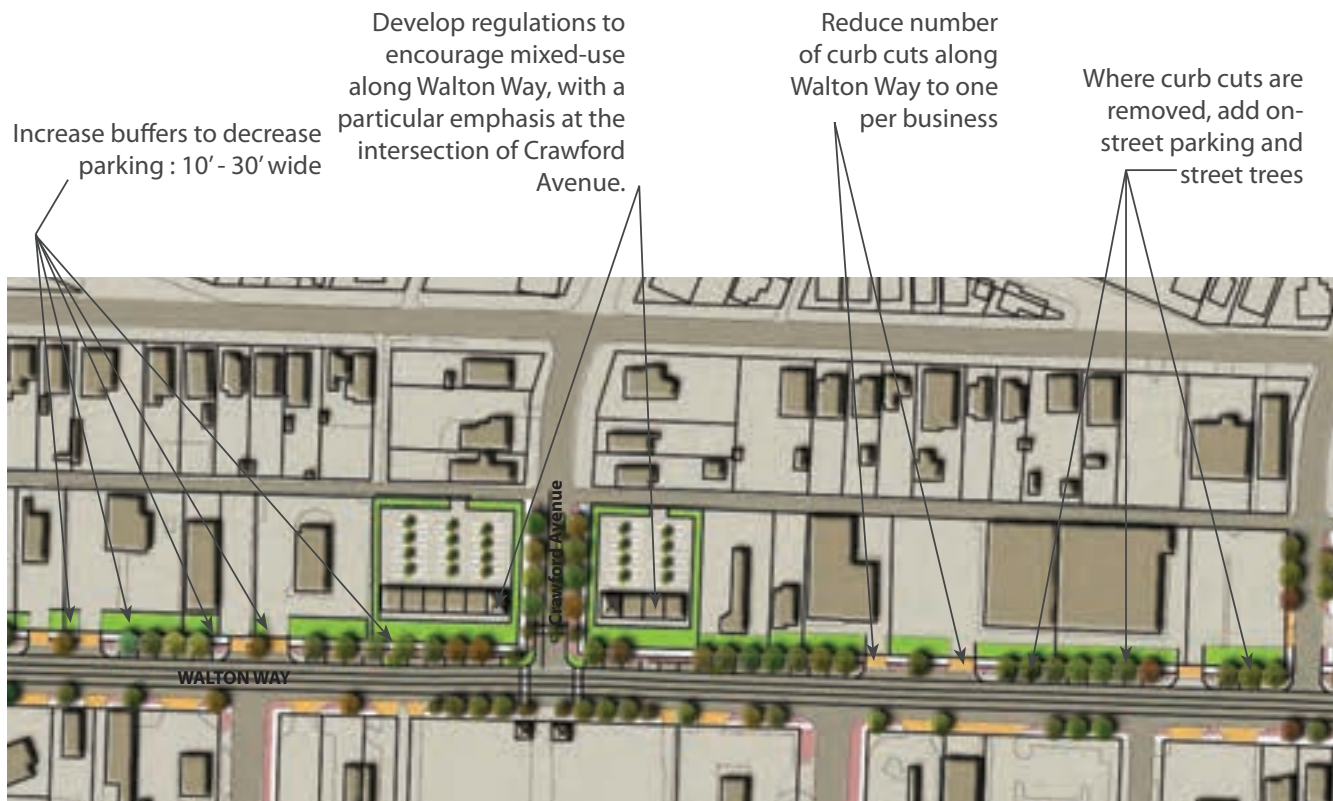 Increase buffers to decrease
parking : 10' - 30' wide
Develop regulations to
encourage mixed-use
along Walton Way, with a
particular emphasis at the
intersection of Crawford
Avenue.
Reduce number
of curb cuts along
Walton Way to one
per business
Where curb cuts are
removed, add on-
street parking and
street trees
Crawford Avenue
WALTON WAY